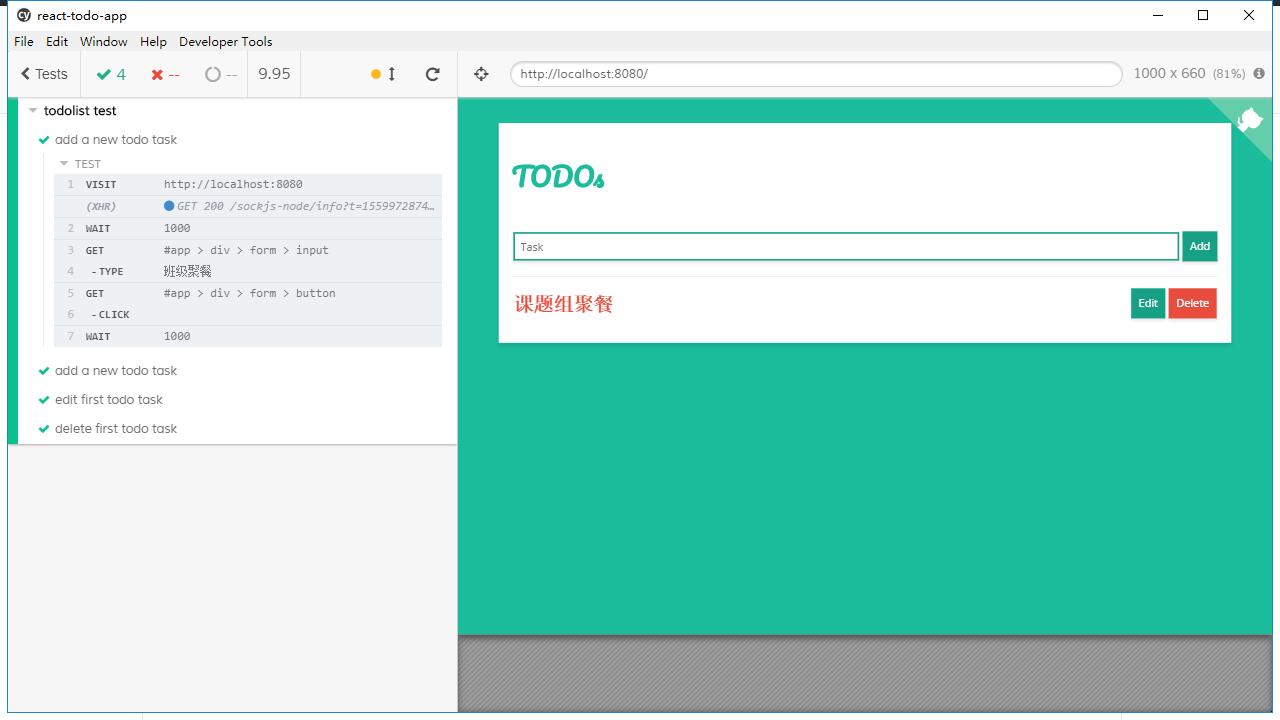 react-todo-app
File Edit Window Help Developer Tools
Tests 4 -- -- 9.95
http://localhost:8080/ 1000 x 660 (81%)
todolist test
add a new todo task
TEST
1 VISIT http://localhost:8080
(XHR) GET 200 /sockjs-node/info?t=1559972874…
2 WAIT 1000
3 GET #app > div > form > input
4 -TYPE 班级聚餐
5 GET #app > div > form > button
6 -CLICK
7 WAIT 1000
add a new todo task
edit first todo task
delete first todo task
TODOs
Task Add
课题组聚餐 Edit Delete